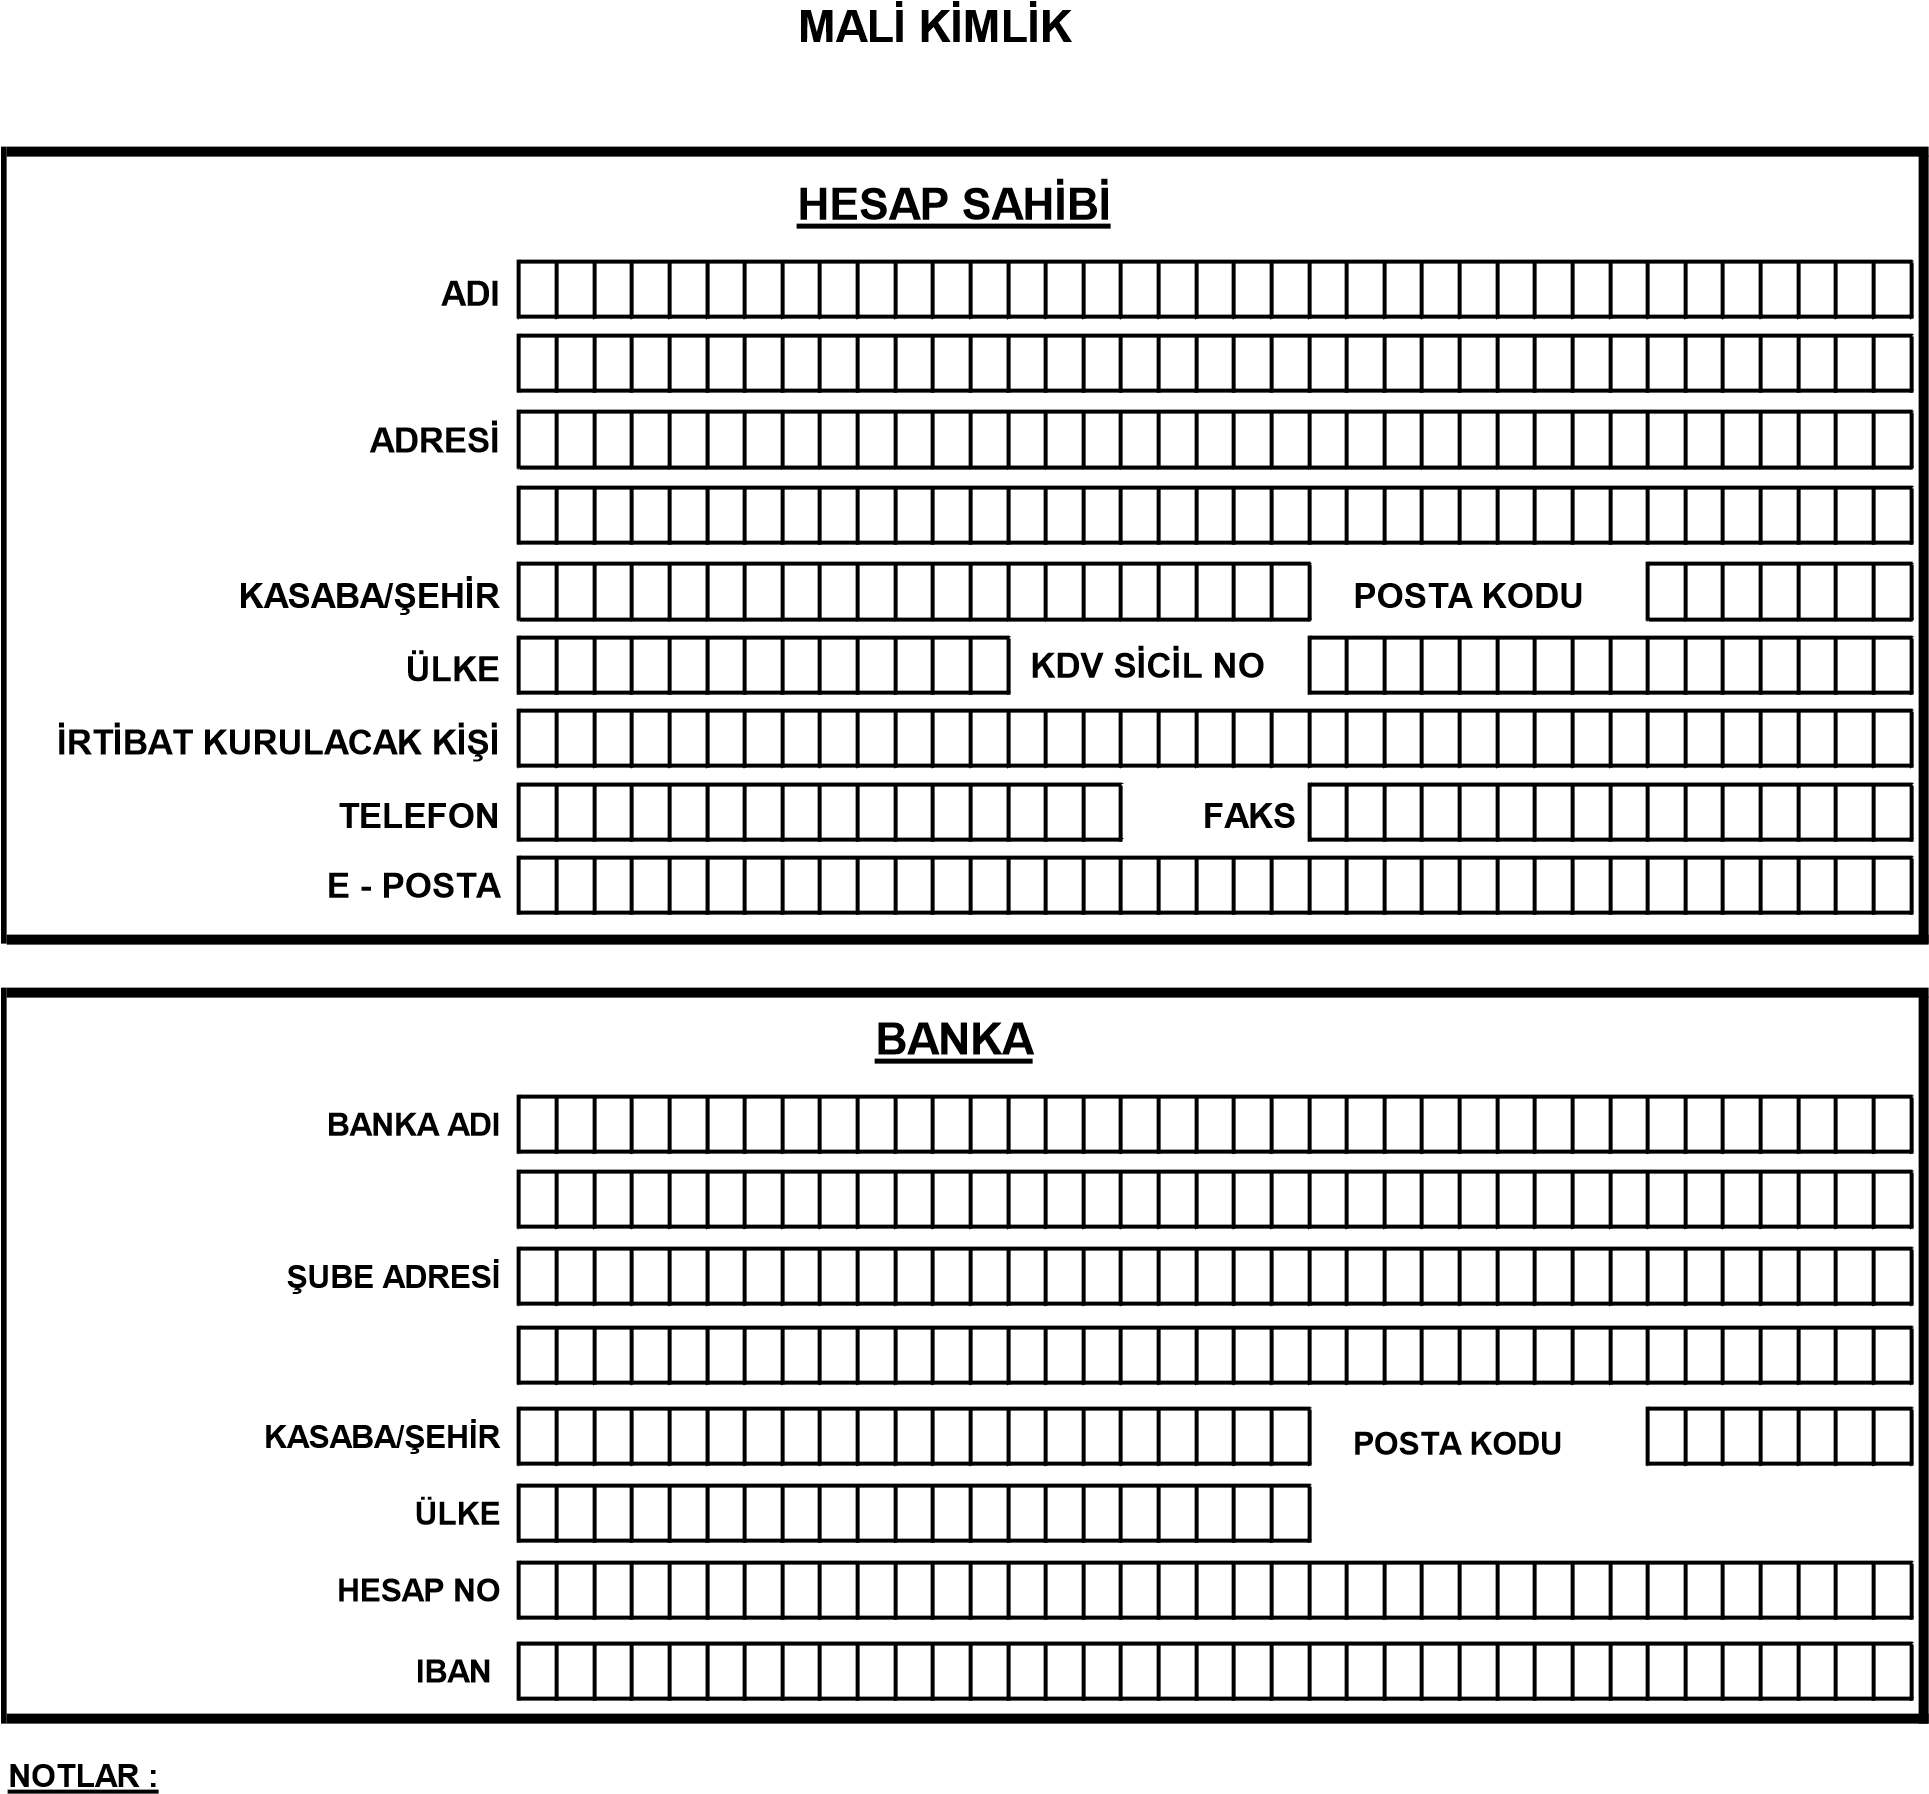 MALİ KİMLİK
HESAP SAHİBİ
ADI
ADRESİ
KASABA/ŞEHİR POSTA KODU
ÜLKE KDV SİCİL NO
İRTİBAT KURULACAK KİŞİ
TELEFON FAKS
E - POSTA
BANKA
BANKA ADI
ŞUBE ADRESİ
KASABA/ŞEHİR POSTA KODU
ÜLKE
HESAP NO
IBAN
NOTLAR :